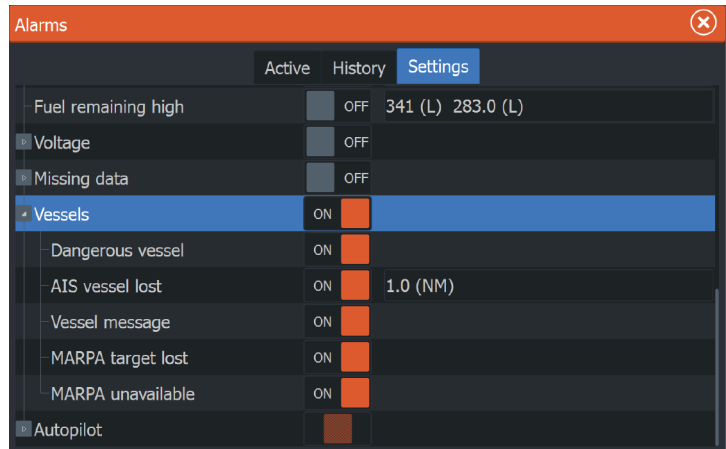 Alarms
Active History Settings
Fuel remaining high OFF 341 (L) 283.0 (L)
Voltage OFF
Missing data OFF
Vessels ON
Dangerous vessel ON
AIS vessel lost ON 1.0 (NM)
Vessel message ON
MARPA target lost ON
MARPA unavailable ON
Autopilot